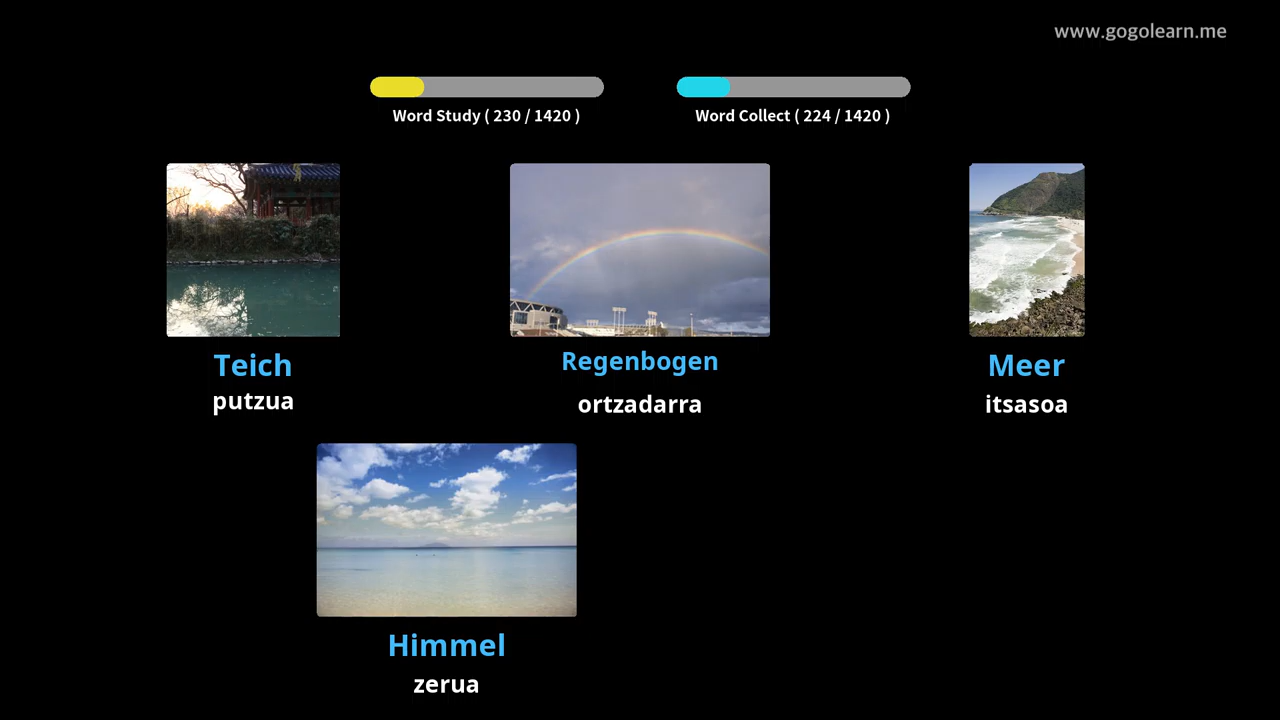 www.gogolearn.me
Word Study ( 230 / 1420 )
Word Collect ( 224 / 1420 )
Teich
putzua
Regenbogen
ortzadarra
Meer
itsasoa
Himmel
zerua